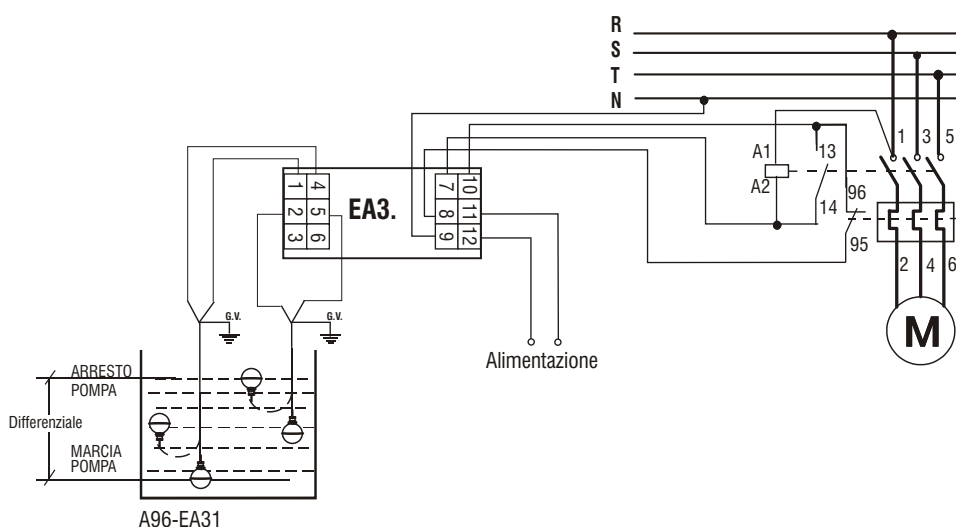 R
S
T
N
1 3 5
A1
13
A2
96
14
95
2 4 6
M
1 4
2 5
3 6
EA3.
7 10
8 11
9 12
G.V.
G.V.
Alimentazione
ARRESTO
POMPA
Differenziale
MARCIA
POMPA
A96-EA31